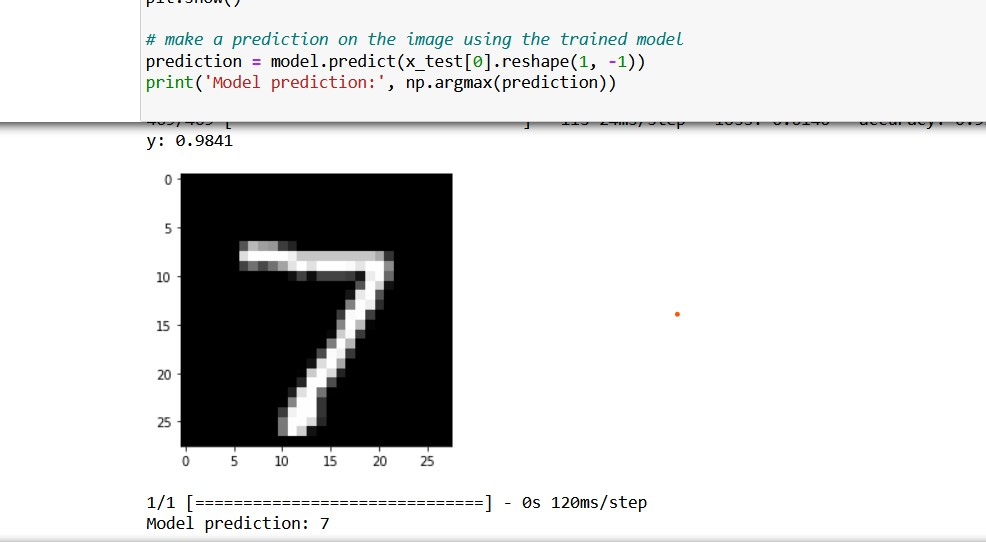 plt.show()
# make a prediction on the image using the trained model
prediction = model.predict(x_test[0].reshape(1, -1))
print('Model prediction:', np.argmax(prediction))
y: 0.9841
0
5
10
15
20
25
0 5 10 15 20 25
1/1 [==============================] - 0s 120ms/step
Model prediction: 7